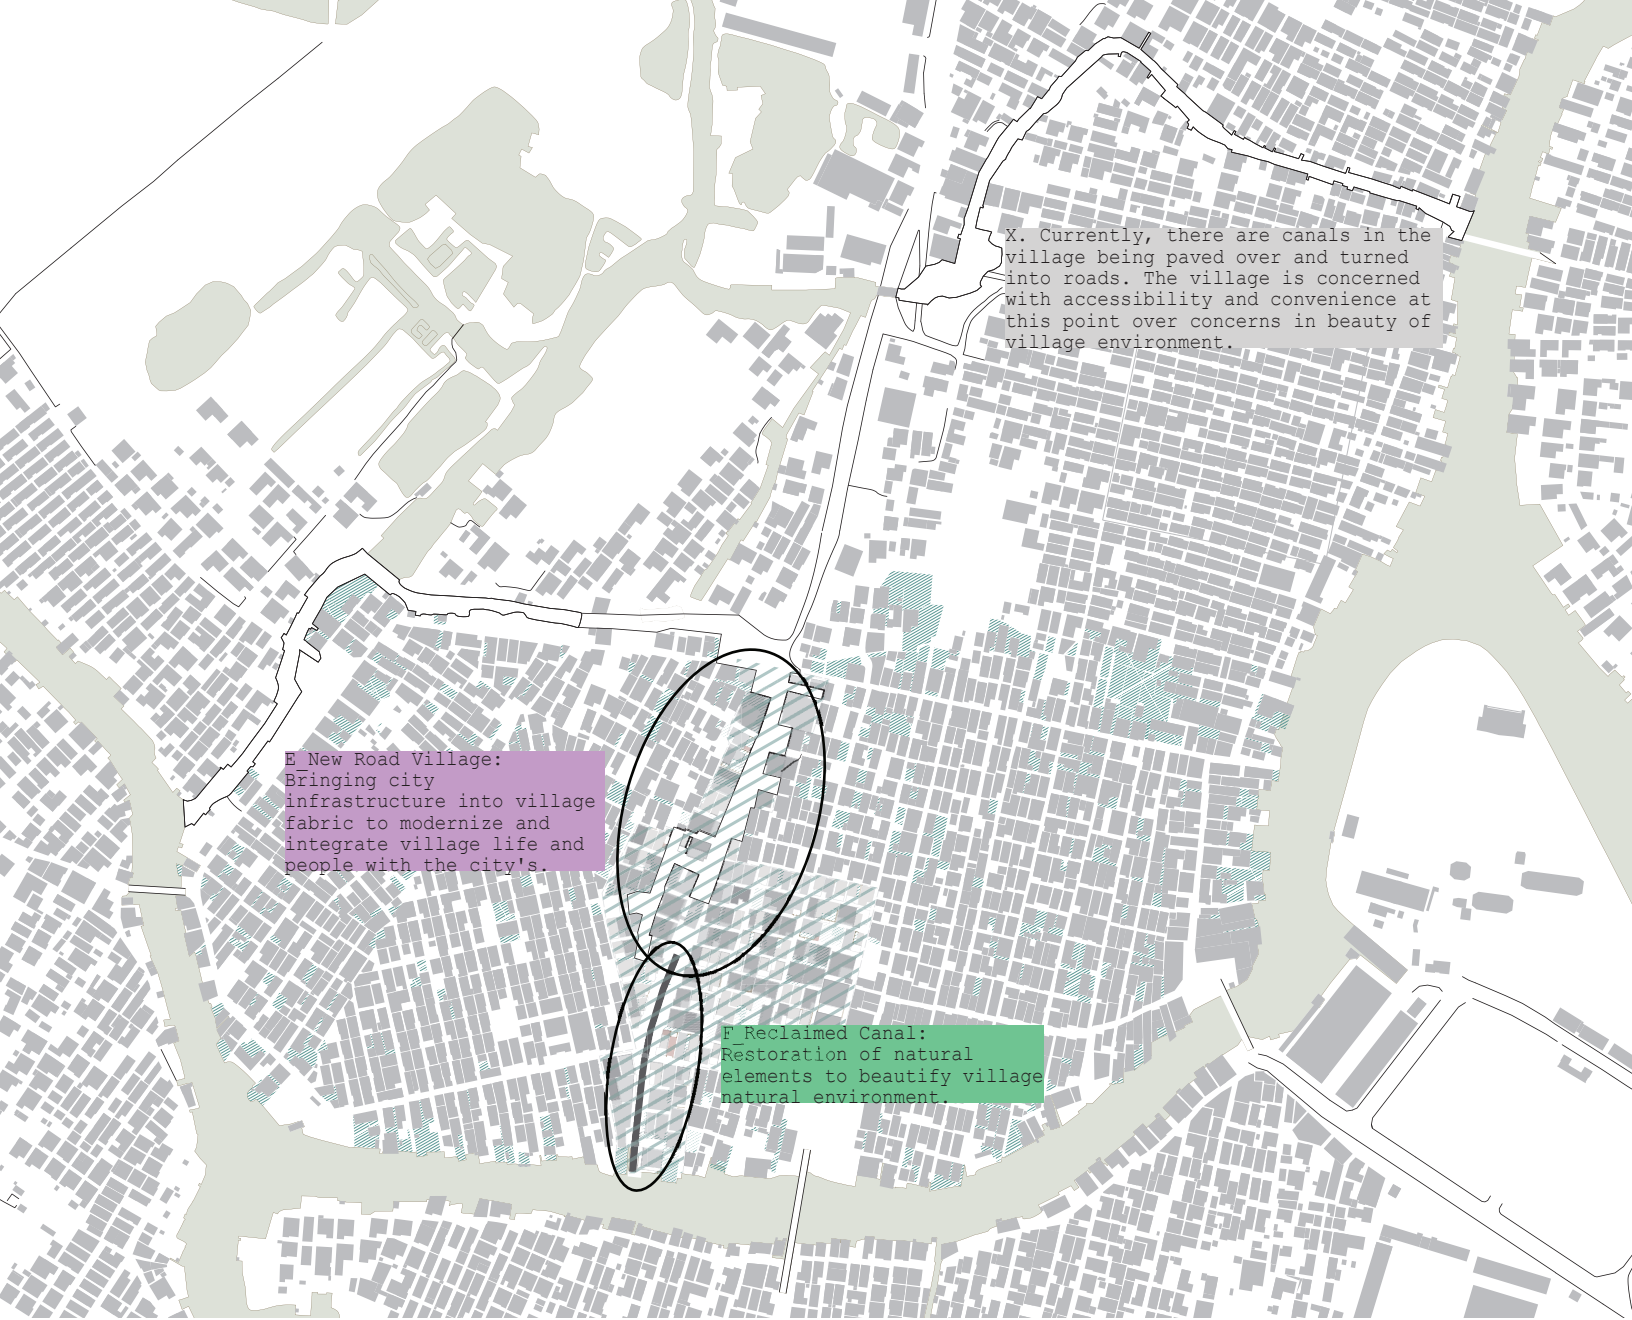 X. Currently, there are canals in the
village being paved over and turned
into roads. The village is concerned
with accessibility and convenience at
this point over concerns in beauty of
village environment.
E_New Road Village:
Bringing city
infrastructure into village
fabric to modernize and
integrate village life and
people with the city's.
F_Reclaimed Canal:
Restoration of natural
elements to beautify village
natural environment.